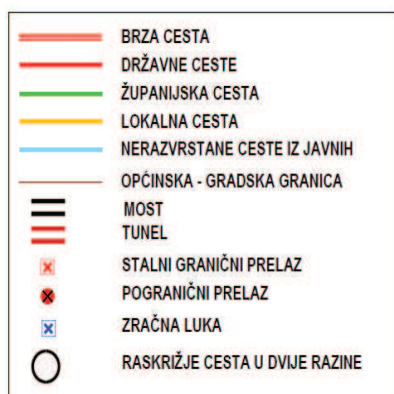 BRZA CESTA
DRŽAVNE CESTE
ŽUPANIJSKA CESTA
LOKALNA CESTA
NERAZVRSTANE CESTE IZ JAVNIH
OPĆINSKA - GRADSKA GRANICA
MOST
TUNEL
STALNI GRANIČNI PRELAZ
POGRANIČNI PRELAZ
ZRAČNA LUKA
RASKRIŽJE CESTA U DVIJE RAZINE